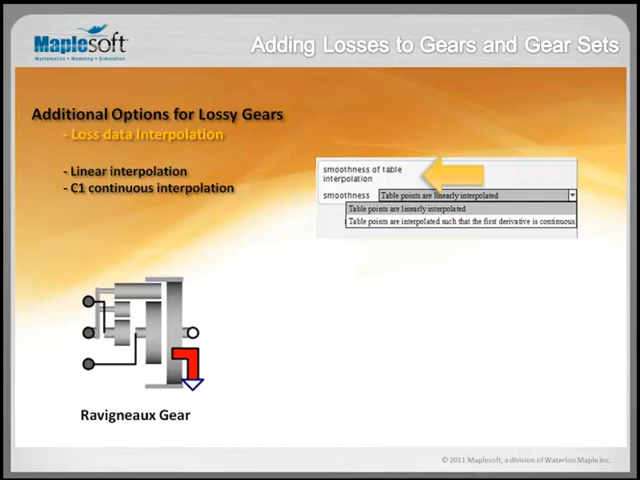 Maplesoft
Mathematics • Modeling • Simulation
Adding Losses to Gears and Gear Sets
Additional Options for Lossy Gears
- Loss data Interpolation
- Linear interpolation
- C1 continuous interpolation
smoothness of table
interpolation
smoothness Table points are linearly interpolated
Table points are linearly interpolated
Table points are interpolated such that the first derivative is continuous
Ravigneaux Gear
© 2011 Maplesoft, a division of Waterloo Maple Inc.